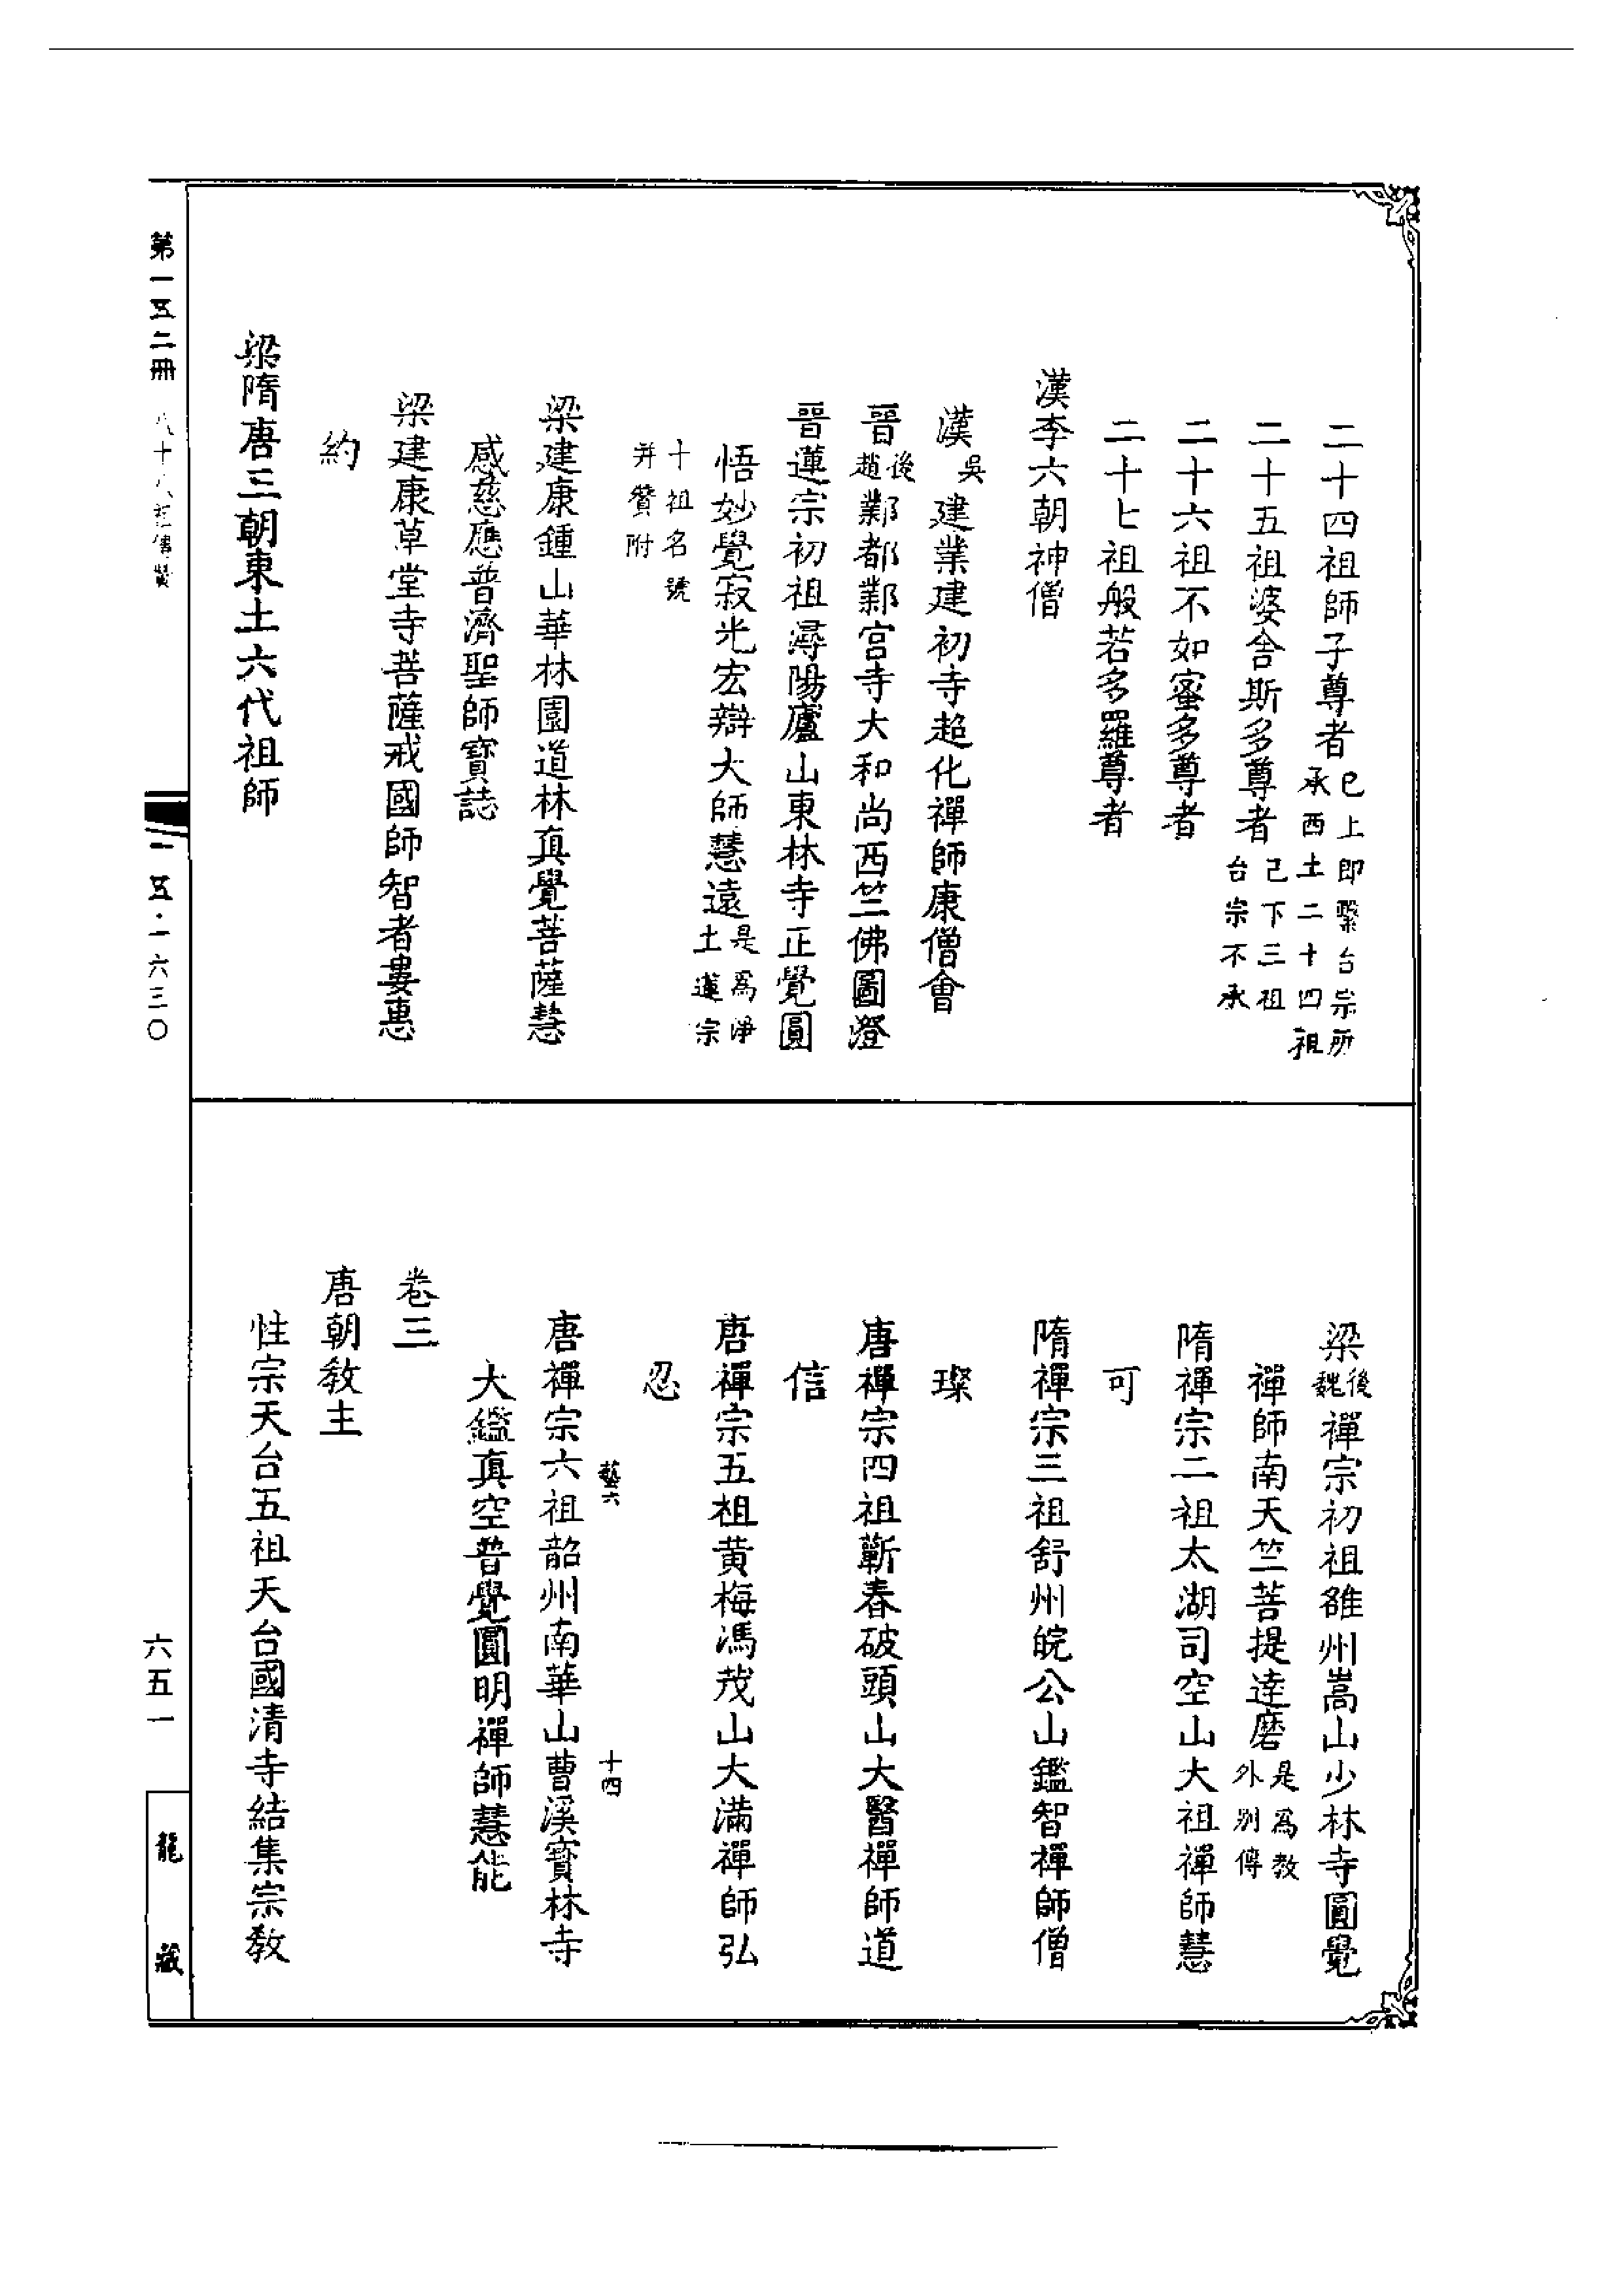 二十四祖師子尊者已上即繫台宗所承西土二十四祖
二十五祖婆舍斯多尊者已下三祖台宗不承
二十六祖不如蜜多尊者
二十七祖般若多羅尊者
漢季六朝神僧
漢吳建業建初寺超化禪師康僧會
晉後趙鄴都鄴宮寺大和尚西竺佛圖澄
晉蓮宗初祖潯陽廬山東林寺正覺圓
悟妙覺寂光宏辯大師慧遠是為淨土蓮宗
十祖名號并贊附
梁建康鍾山華林園道林真覺菩薩慧
感慈應普濟聖師寶誌
梁建康草堂寺菩薩戒國師智者婁惠
約
梁隋唐三朝東土六代祖師
梁後魏禪宗初祖雒州嵩山少林寺圓覺
禪師南天竺菩提達磨是為教外別傳
隋禪宗二祖太湖司空山大祖禪師慧
可
隋禪宗三祖舒州皖公山鑑智禪師僧
璨
唐禪宗四祖蘄春破頭山大醫禪師道
信
唐禪宗五祖黃梅馮茂山大滿禪師弘
忍
藝六 十四
唐禪宗六祖韶州南華山曹溪寶林寺
大鑑真空普覺圓明禪師慧能
卷三
唐朝教主
性宗天台五祖天台國清寺結集宗教
第一五二冊 八十八祖傳贊
一五·一六三〇
六五一
龍藏